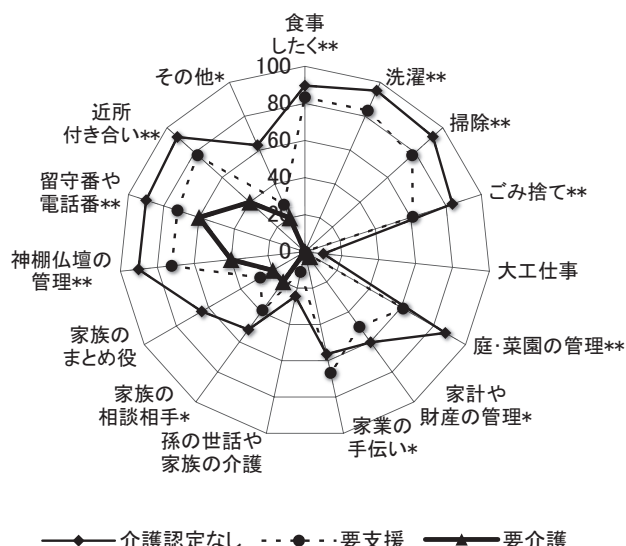 食事
したく**
洗濯**
掃除**
ごみ捨て**
大工仕事
庭･菜園の管理**
家計や
財産の管理*
家業の
手伝い*
孫の世話や
家族の介護
家族の
相談相手*
家族の
まとめ役
神棚仏壇の
管理**
留守番や
電話番**
近所
付き合い**
その他*
100
80
60
40
20
0
介護認定なし
要支援
要介護